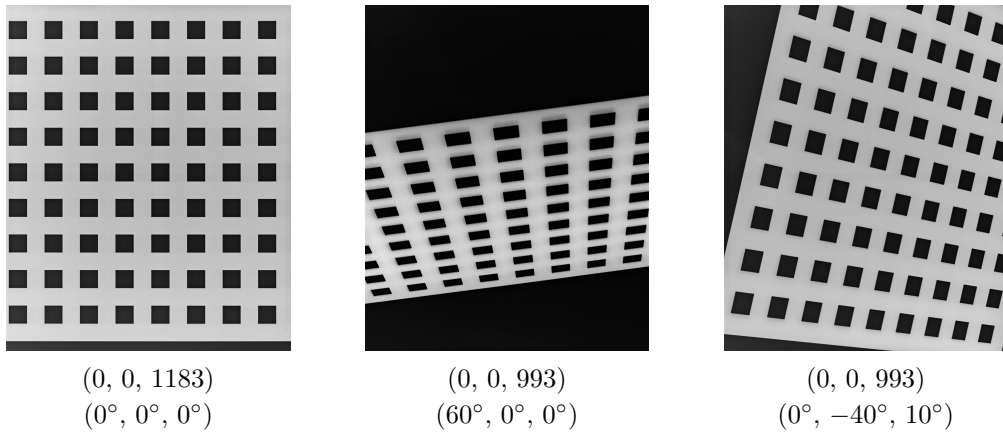 (0, 0, 1183)
(0°, 0°, 0°)
(0, 0, 993)
(60°, 0°, 0°)
(0, 0, 993)
(0°, −40°, 10°)